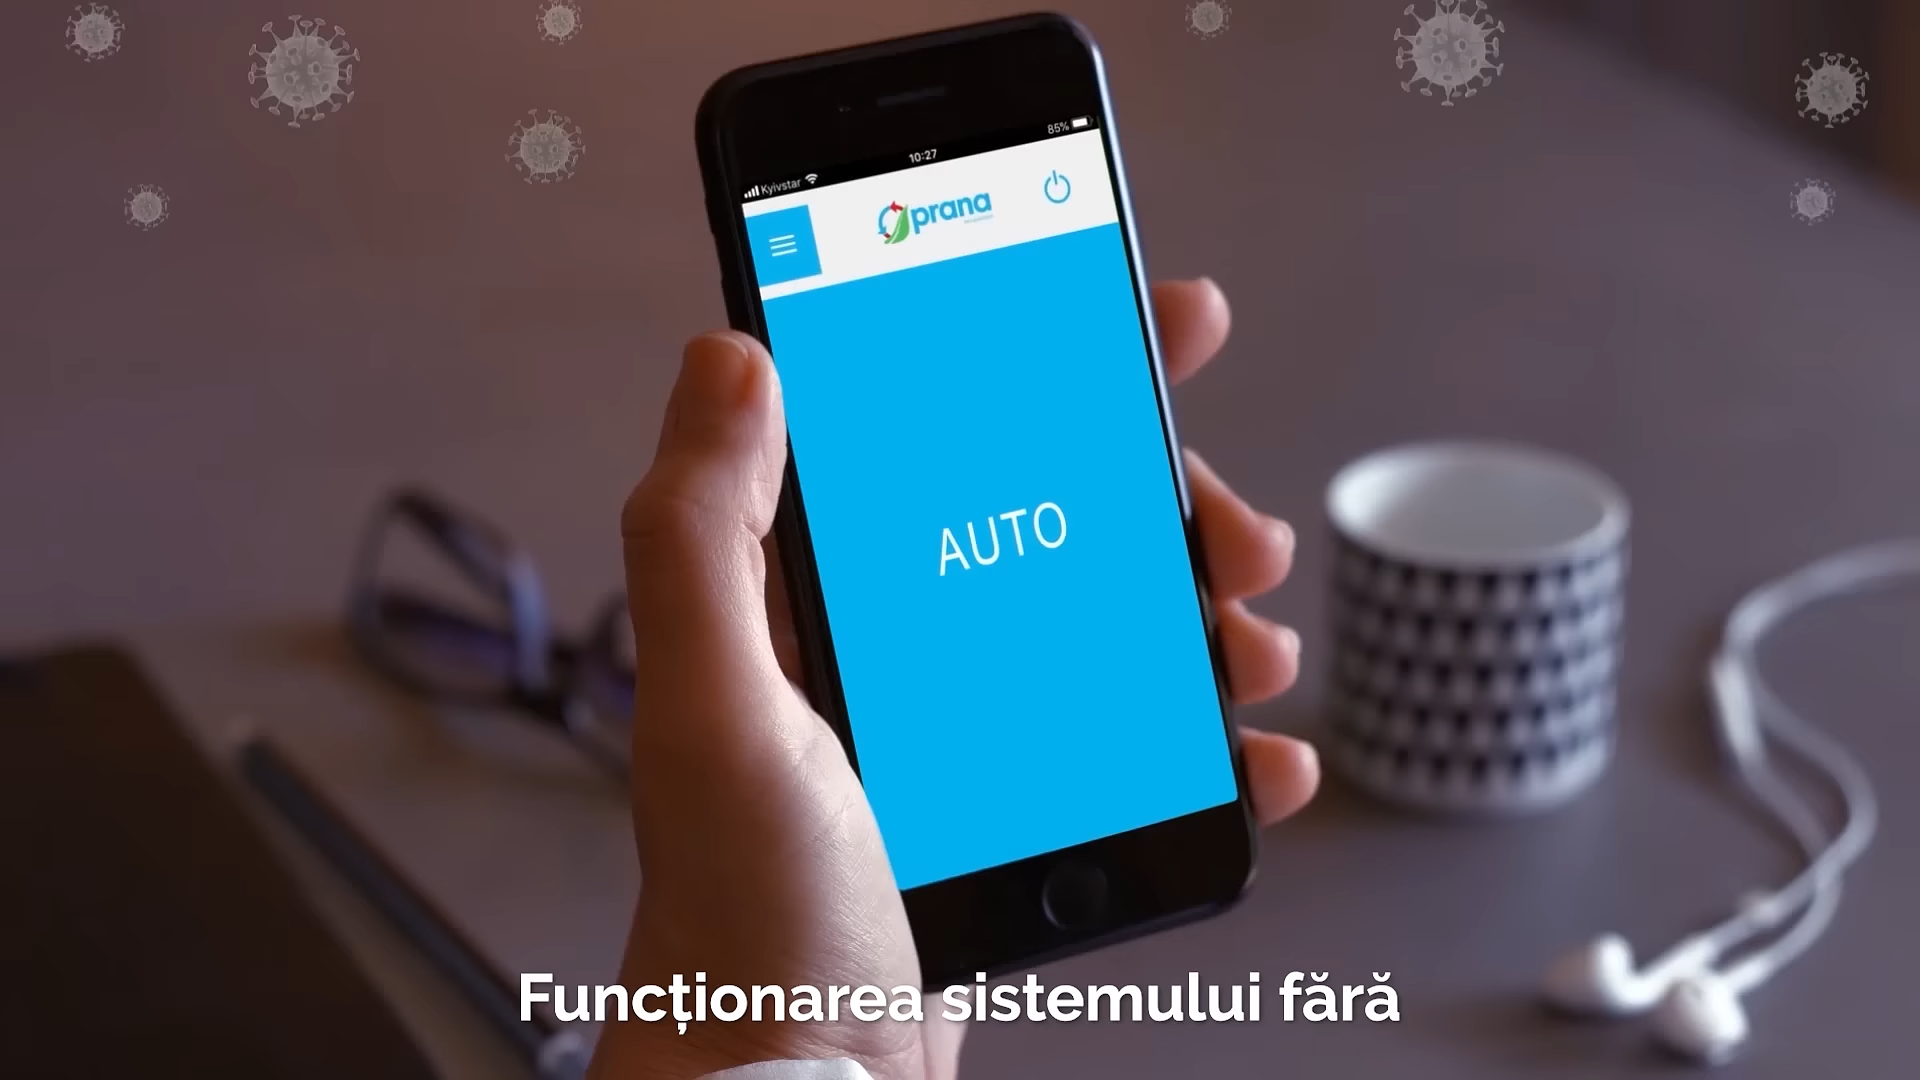 85%
10:27
Kyivstar
prana
AUTO
Funcționarea sistemului fără